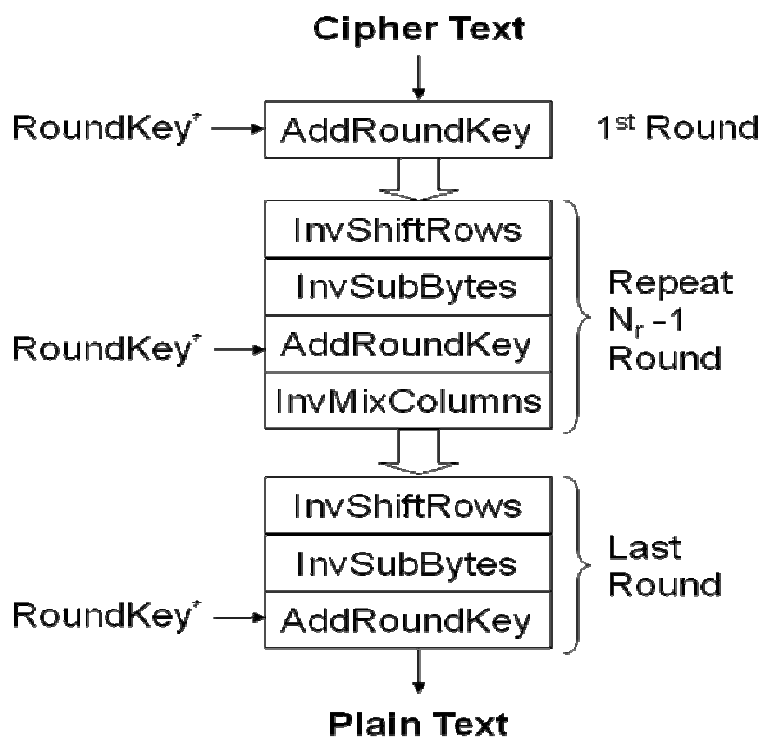 Cipher Text
RoundKey⁺ AddRoundKey 1st Round
InvShiftRows
InvSubBytes
RoundKey⁺ AddRoundKey
InvMixColumns
Repeat
Nr -1
Round
InvShiftRows
InvSubBytes
RoundKey⁺ AddRoundKey
Last
Round
Plain Text